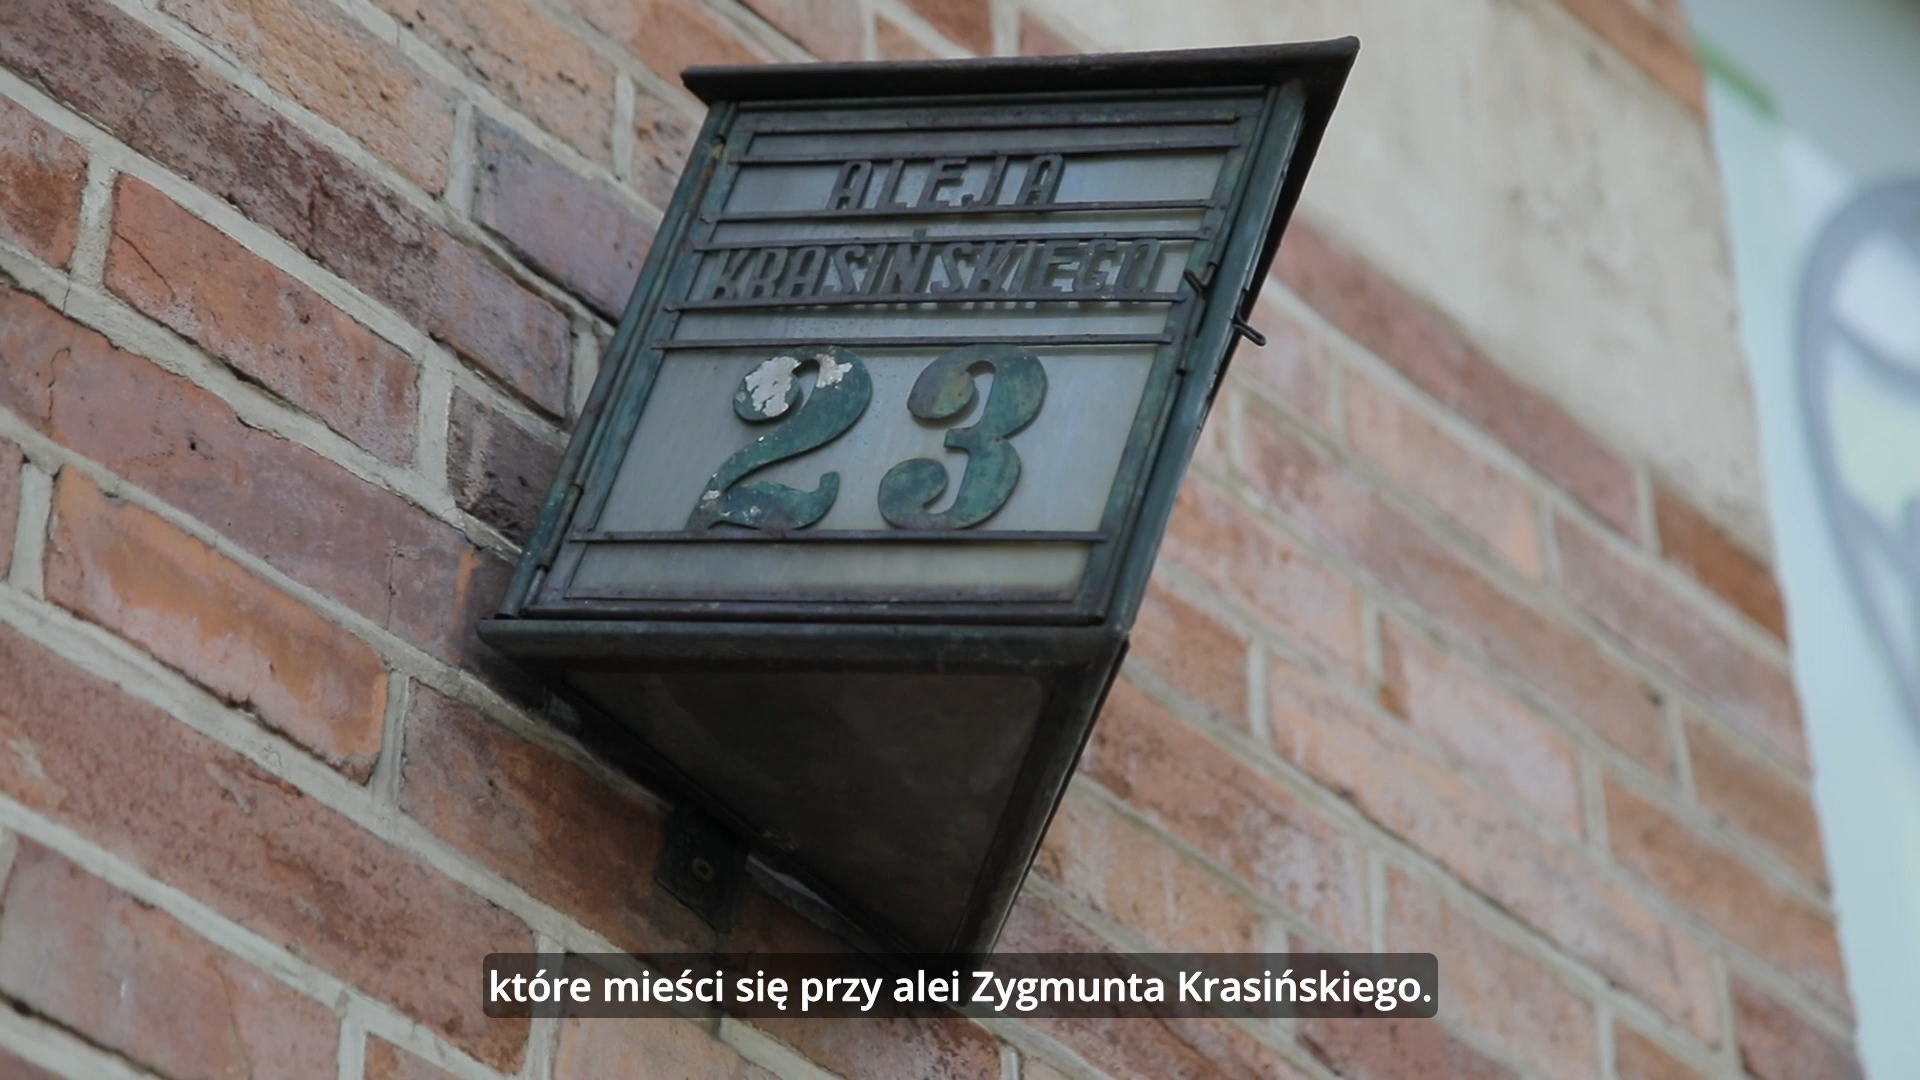 ALEJA
KRASIŃSKIEGO
23
które mieści się przy alei Zygmunta Krasińskiego.